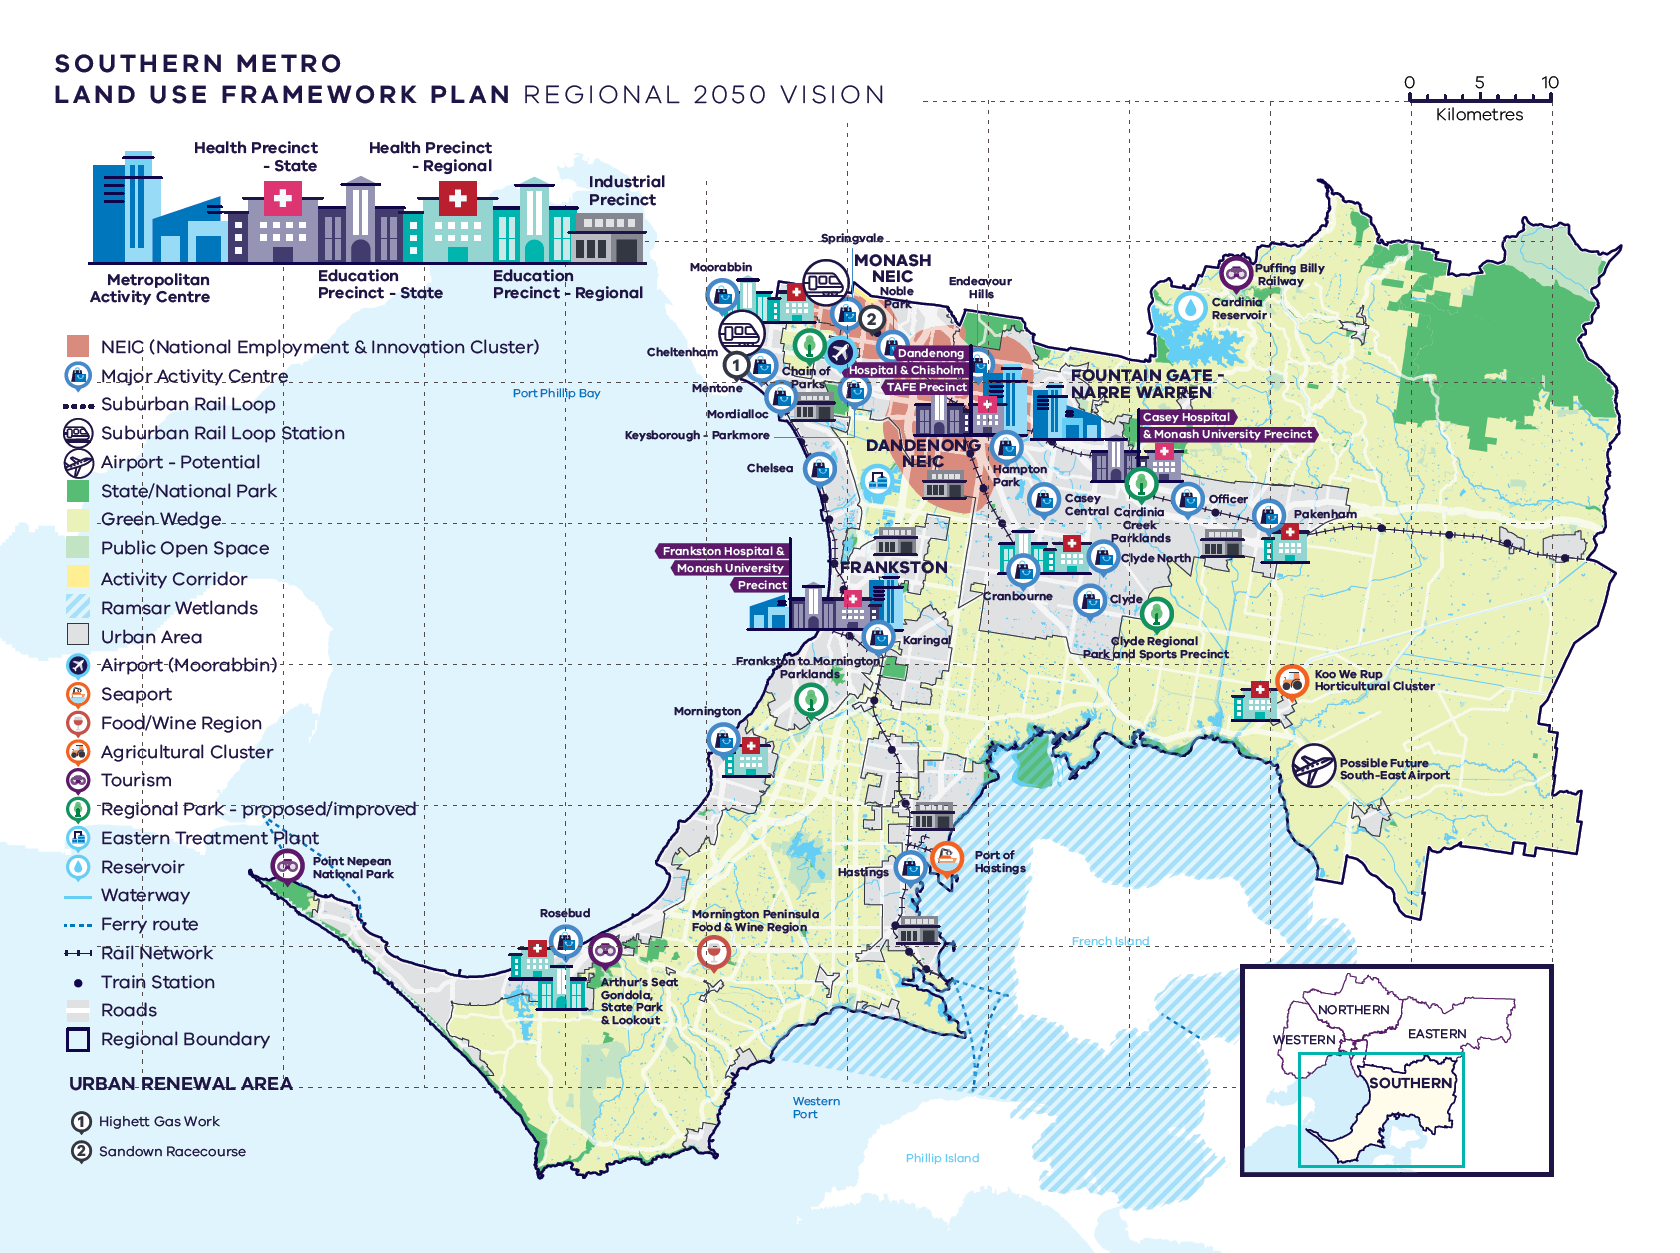 SOUTHERN METRO
LAND USE FRAMEWORK PLAN REGIONAL 2050 VISION
0 5 10
Kilometres
Health Precinct
- State
Health Precinct
- Regional
Industrial
Precinct
Metropolitan
Activity Centre
Education
Precinct - State
Education
Precinct - Regional
NEIC (National Employment & Innovation Cluster)
Major Activity Centre
Suburban Rail Loop
Suburban Rail Loop Station
Airport - Potential
State/National Park
Green Wedge
Public Open Space
Activity Corridor
Ramsar Wetlands
Urban Area
Airport (Moorabbin)
Seaport
Food/Wine Region
Agricultural Cluster
Tourism
Regional Park - proposed/improved
Eastern Treatment Plant
Reservoir
Waterway
Ferry route
Rail Network
Train Station
Roads
Regional Boundary
URBAN RENEWAL AREA
1 Highett Gas Work
2 Sandown Racecourse
Springvale
Moorabbin
MONASH
NEIC
Noble
Park
2
Endeavour
Hills
Puffing Billy
Railway
Cardinia
Reservoir
Cheltenham
1
Chain of
Parks
Mentone
Mordialloc
Keysborough - Parkmore
Port Phillip Bay
Dandenong
Hospital & Chisholm
TAFE Precinct
FOUNTAIN GATE -
NARRE WARREN
Casey Hospital
& Monash University Precinct
DANDENONG
NEIC
Chelsea
Hampton
Park
Casey
Central
Cardinia
Creek
Parklands
Officer
Pakenham
Clyde North
Cranbourne
Clyde
Clyde Regional
Park and Sports Precinct
Frankston Hospital &
Monash University
Precinct
FRANKSTON
Karingal
Frankston to Mornington
Parklands
Mornington
Koo We Rup
Horticultural Cluster
Possible Future
South-East Airport
Point Nepean
National Park
Hastings
Port of
Hastings
Rosebud
Mornington Peninsula
Food & Wine Region
Arthur's Seat
Gondola,
State Park
& Lookout
French Island
Western
Port
Phillip Island
NORTHERN
WESTERN
EASTERN
SOUTHERN